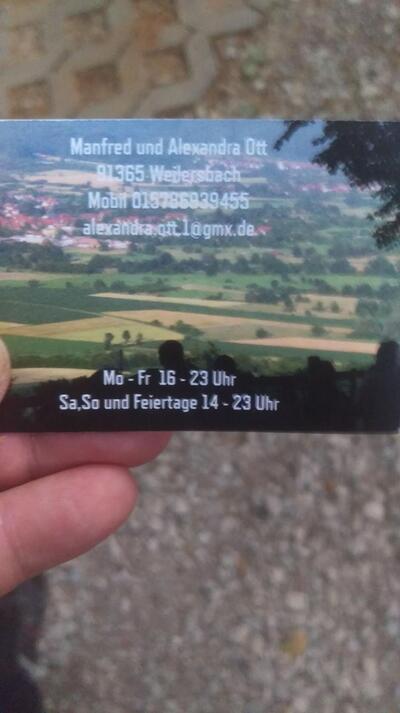 Manfred und Alexandra Ott
91365 Weilersbach
Mobil 015786839455
alexandra.ott.1@gmx.de
Mo - Fr 16 - 23 Uhr
Sa,So und Feiertage 14 - 23 Uhr